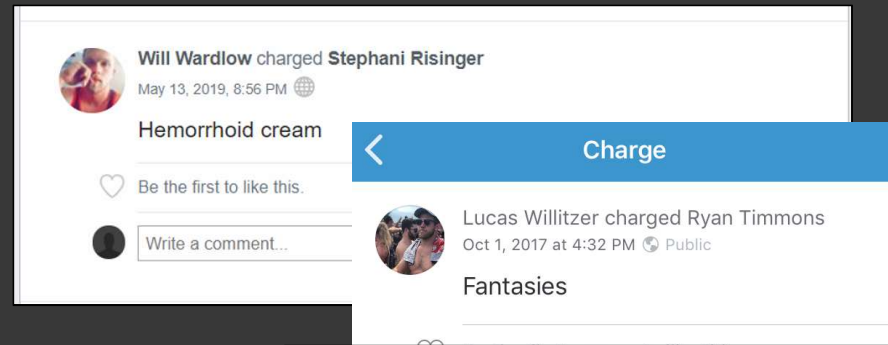 Will Wardlow charged Stephani Risinger
May 13, 2019, 8:56 PM
Hemorrhoid cream
Be the first to like this.
Write a comment...
Charge
Lucas Willitzer charged Ryan Timmons
Oct 1, 2017 at 4:32 PM Public
Fantasies